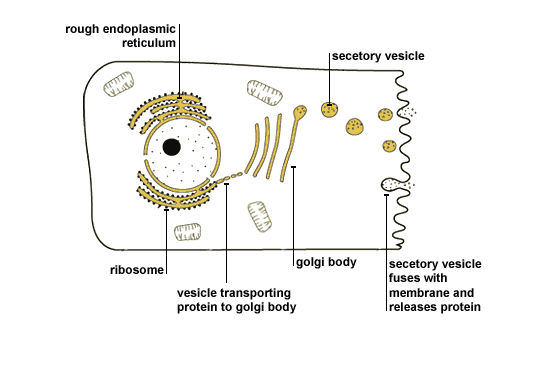 rough endoplasmic
reticulum
secetory vesicle
ribosome
vesicle transporting
protein to golgi body
golgi body
secetory vesicle
fuses with
membrane and
releases protein